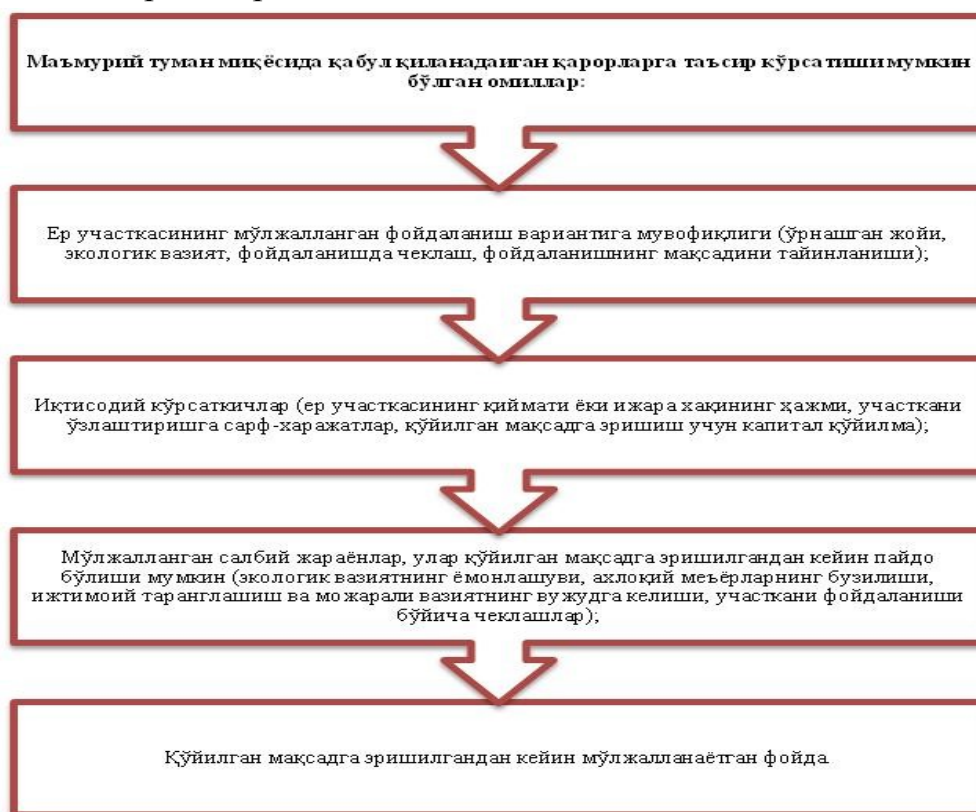 Маъмурий туман миқёсида қабул қиланадаиган қарорларга таъсир кўрсатиши мумкин
бўлган омиллар:
Ер участкасининг мўлжалланган фойдаланиш вариантига мувофиқлиги (ўрнашган жойи,
экологик вазият, фойдаланишда чеклаш, фойдаланишнинг мақсадини тайинланиши);
Иқтисодий кўрсаткичлар (ер участкасининг қиймати ёки ижара хақининг ҳажми, участкани
ўзлаштиришга сарф-харажатлар, қўйилган мақсадга эришиш учун капитал қўйилма);
Мўлжалланган салбий жараёнлар, улар қўйилган мақсадга эришилгандан кейин пайдо
бўлиши мумкин (экологик вазиятнинг ёмонлашуви, ахлоқий меъёрларнинг бузилиши,
ижтимоий таранглашиш ва можарали вазиятнинг вужудга келиши, участкани фойдаланиши
бўйича чеклашлар);
Қўйилган мақсадга эришилгандан кейин мўлжалланаётган фойда.